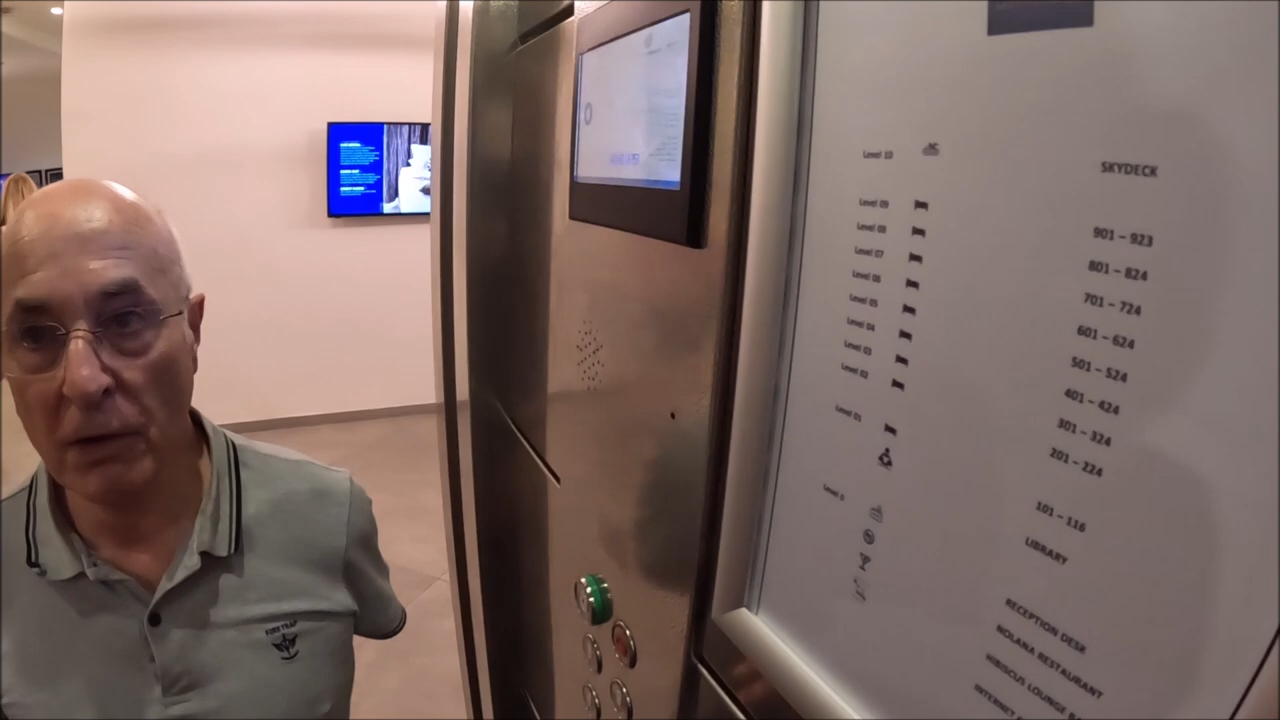 Level 10 SKYDECK
Level 09 901 – 923
Level 08 801 – 824
Level 07 701 – 724
Level 06 601 – 624
Level 05 501 – 524
Level 04 401 – 424
Level 03 301 – 324
Level 02 201 – 224
Level 01 101 – 116
LIBRARY
Level 0 RECEPTION DESK
NOLANA RESTAURANT
HIBISCUS LOUNGE
INTERNET
FIRETRAP